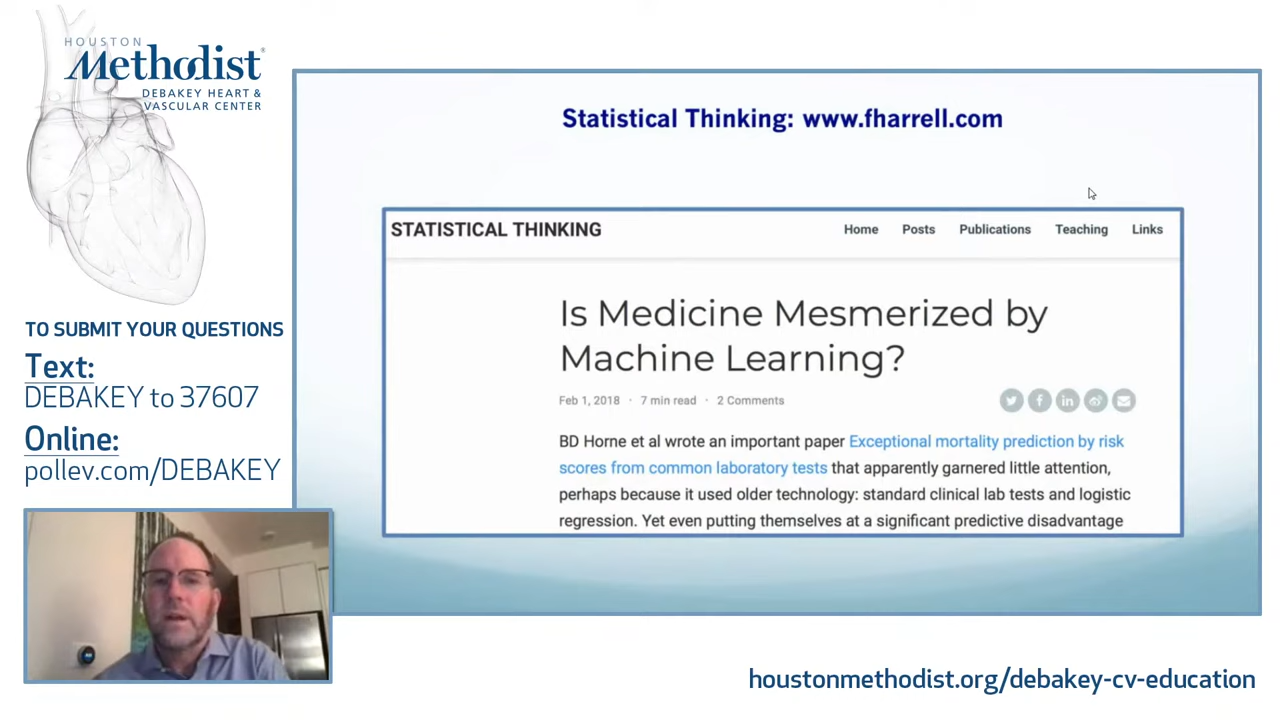 HOUSTON
Methodist®
DEBAKEY HEART &
VASCULAR CENTER
TO SUBMIT YOUR QUESTIONS
Text:
DEBAKEY to 37607
Online:
pollev.com/DEBAKEY
Statistical Thinking: www.fharrell.com
STATISTICAL THINKING Home Posts Publications Teaching Links
Is Medicine Mesmerized by
Machine Learning?
Feb 1, 2018 · 7 min read · 2 Comments
BD Horne et al wrote an important paper Exceptional mortality prediction by risk
scores from common laboratory tests that apparently garnered little attention,
perhaps because it used older technology: standard clinical lab tests and logistic
regression. Yet even putting themselves at a significant predictive disadvantage
houstonmethodist.org/debakey-cv-education